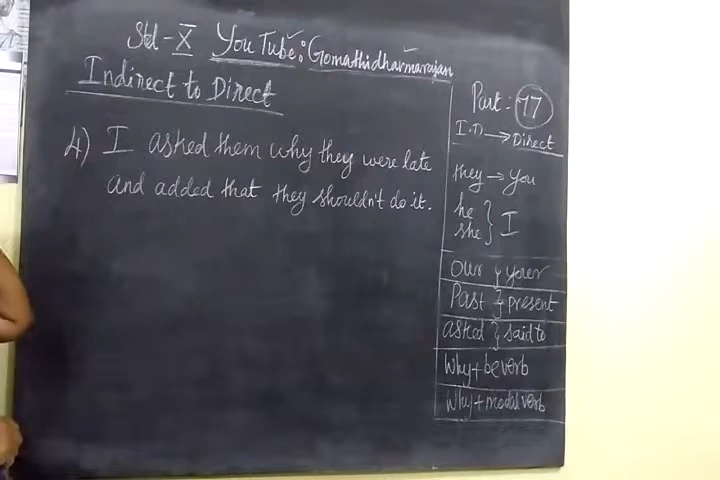 Std - X YouTube: Gomathidharmarajan
Indirect to Direct
4) I asked them why they were late
and added that they shouldn't do it.
Part: 17
I.D → Direct
they → You
he
she } I
our } your
Past } present
asked } said to
Why + be verb
Why + modal verb